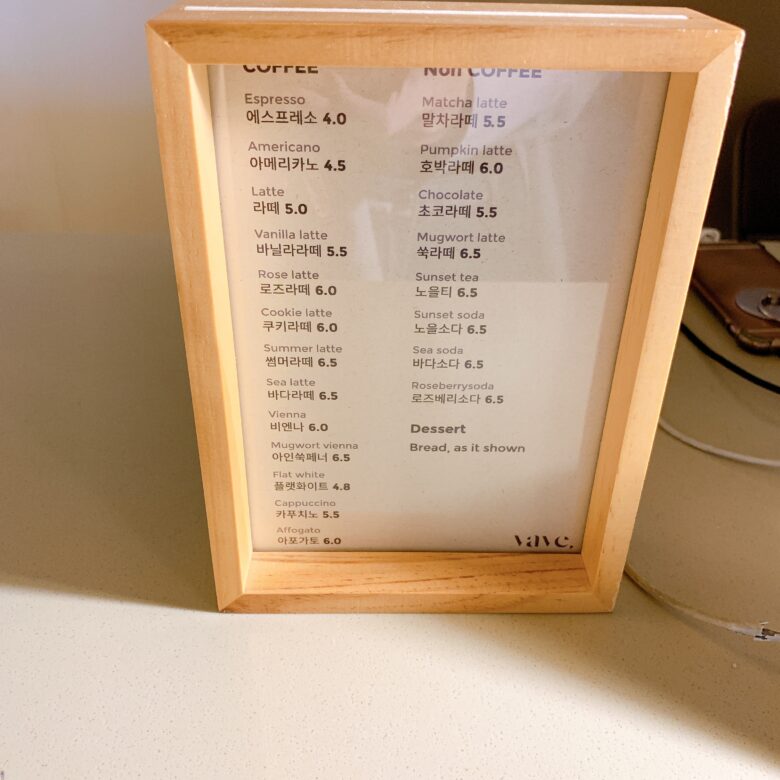 COFFEE
Espresso
에스프레소 4.0
Americano
아메리카노 4.5
Latte
라떼 5.0
Vanilla latte
바닐라라떼 5.5
Rose latte
로즈라떼 6.0
Cookie latte
쿠키라떼 6.0
Summer latte
썸머라떼 6.5
Sea latte
바다라떼 6.5
Vienna
비엔나 6.0
Mugwort vienna
아인쑥페너 6.5
Flat white
플랫화이트 4.8
Cappuccino
카푸치노 5.5
Affogato
아포가토 6.0
Non COFFEE
Matcha latte
말차라떼 5.5
Pumpkin latte
호박라떼 6.0
Chocolate
초코라떼 5.5
Mugwort latte
쑥라떼 6.5
Sunset tea
노을티 6.5
Sunset soda
노을소다 6.5
Sea soda
바다소다 6.5
Roseberrysoda
로즈베리소다 6.5
Dessert
Bread, as it shown
vave.